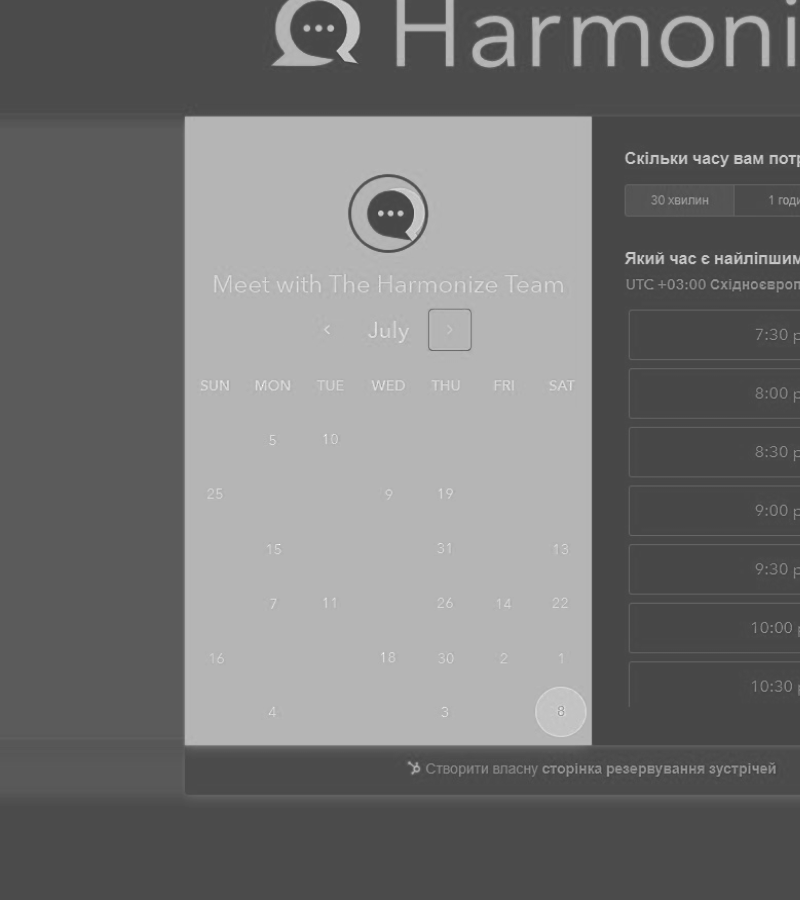 Harmoni
Meet with The Harmonize Team
July
SUN MON TUE WED THU FRI SAT
5 10
25 9 19
15 31 13
7 11 26 14 22
16 18 30 2 1
4 3 8
Скільки часу вам потр
30 хвилин 1 годи
Який час є найліпшим
UTC +03:00 Східноєвроп
7:30 р
8:00 р
8:30 р
9:00 р
9:30 р
10:00 р
10:30 р
Створити власну сторінка резервування зустрічей